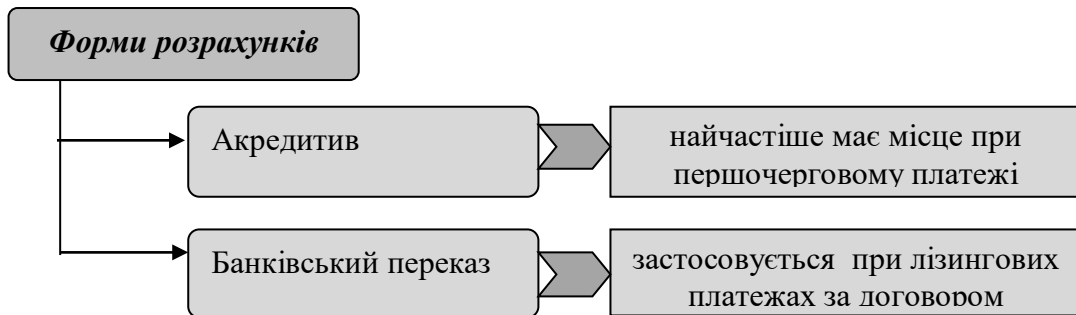 Форми розрахунків
Акредитив
найчастіше має місце при
першочерговому платежі
Банківський переказ
застосовується при лізингових
платежах за договором